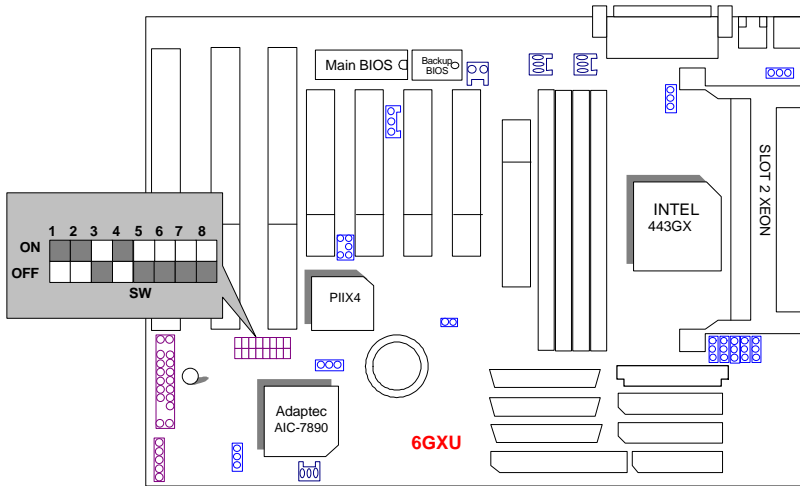 Main BIOS
Backup
BIOS
SLOT 2 XEON
INTEL
443GX
1 2 3 4 5 6 7 8
ON
OFF
SW
PIIX4
Adaptec
AIC-7890
6GXU